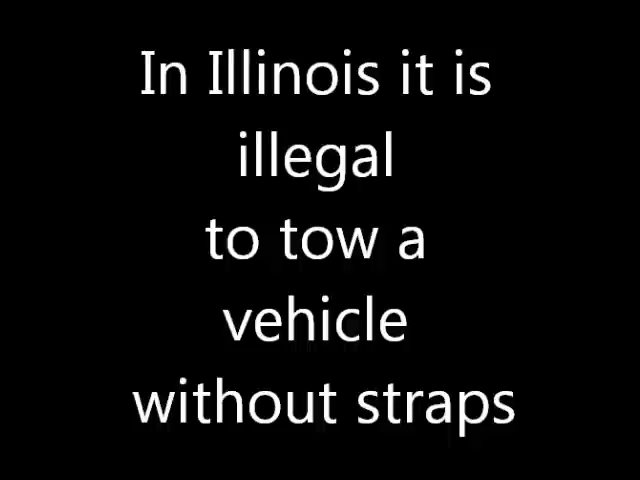 In Illinois it is
illegal
to tow a
vehicle
without straps